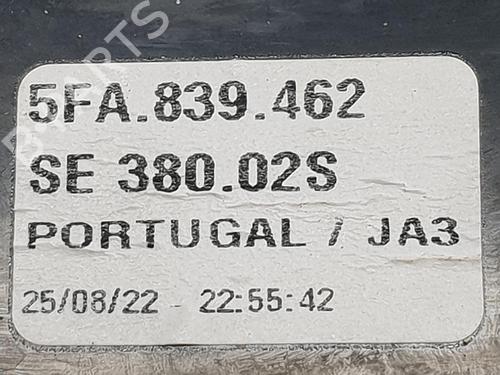 5FA.839.462
SE 380.02S
PORTUGAL / JA3
25/08/22 - 22:55:42